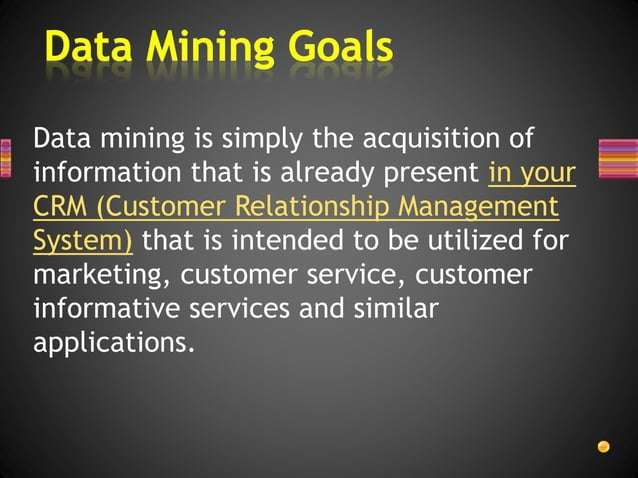 Data Mining Goals
Data mining is simply the acquisition of
information that is already present in your
CRM (Customer Relationship Management
System) that is intended to be utilized for
marketing, customer service, customer
informative services and similar
applications.